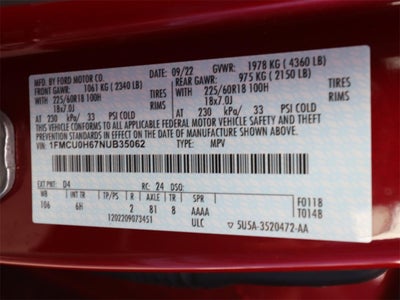 MFD. BY FORD MOTOR CO.
09/22 GVWR: 1978 KG ( 4360 LB)
FRONT GAWR: 1061 KG ( 2340 LB) REAR GAWR: 975 KG ( 2150 LB)
225/60R18 100H TIRES 225/60R18 100H TIRES
18x7.0J RIMS 18x7.0J RIMS
AT 230 kPa/ 33 PSI COLD AT 230 kPa/ 33 PSI COLD
THIS VEHICLE CONFORMS TO ALL APPLICABLE FEDERAL MOTOR VEHICLE SAFETY AND THEFT PREVENTION
STANDARDS IN EFFECT ON THE DATE OF MANUFACTURE SHOWN ABOVE.
VIN: 1FMCU0H67NUB35062 TYPE: MPV
EXT PNT: D4 RC: 24 DSO:
WB INT TR TP/PS R AXLE TR SPR
106 6H 2 B1 8 AAAA F0118
T0148
1202209073451 ULC 5USA-3520472-AA